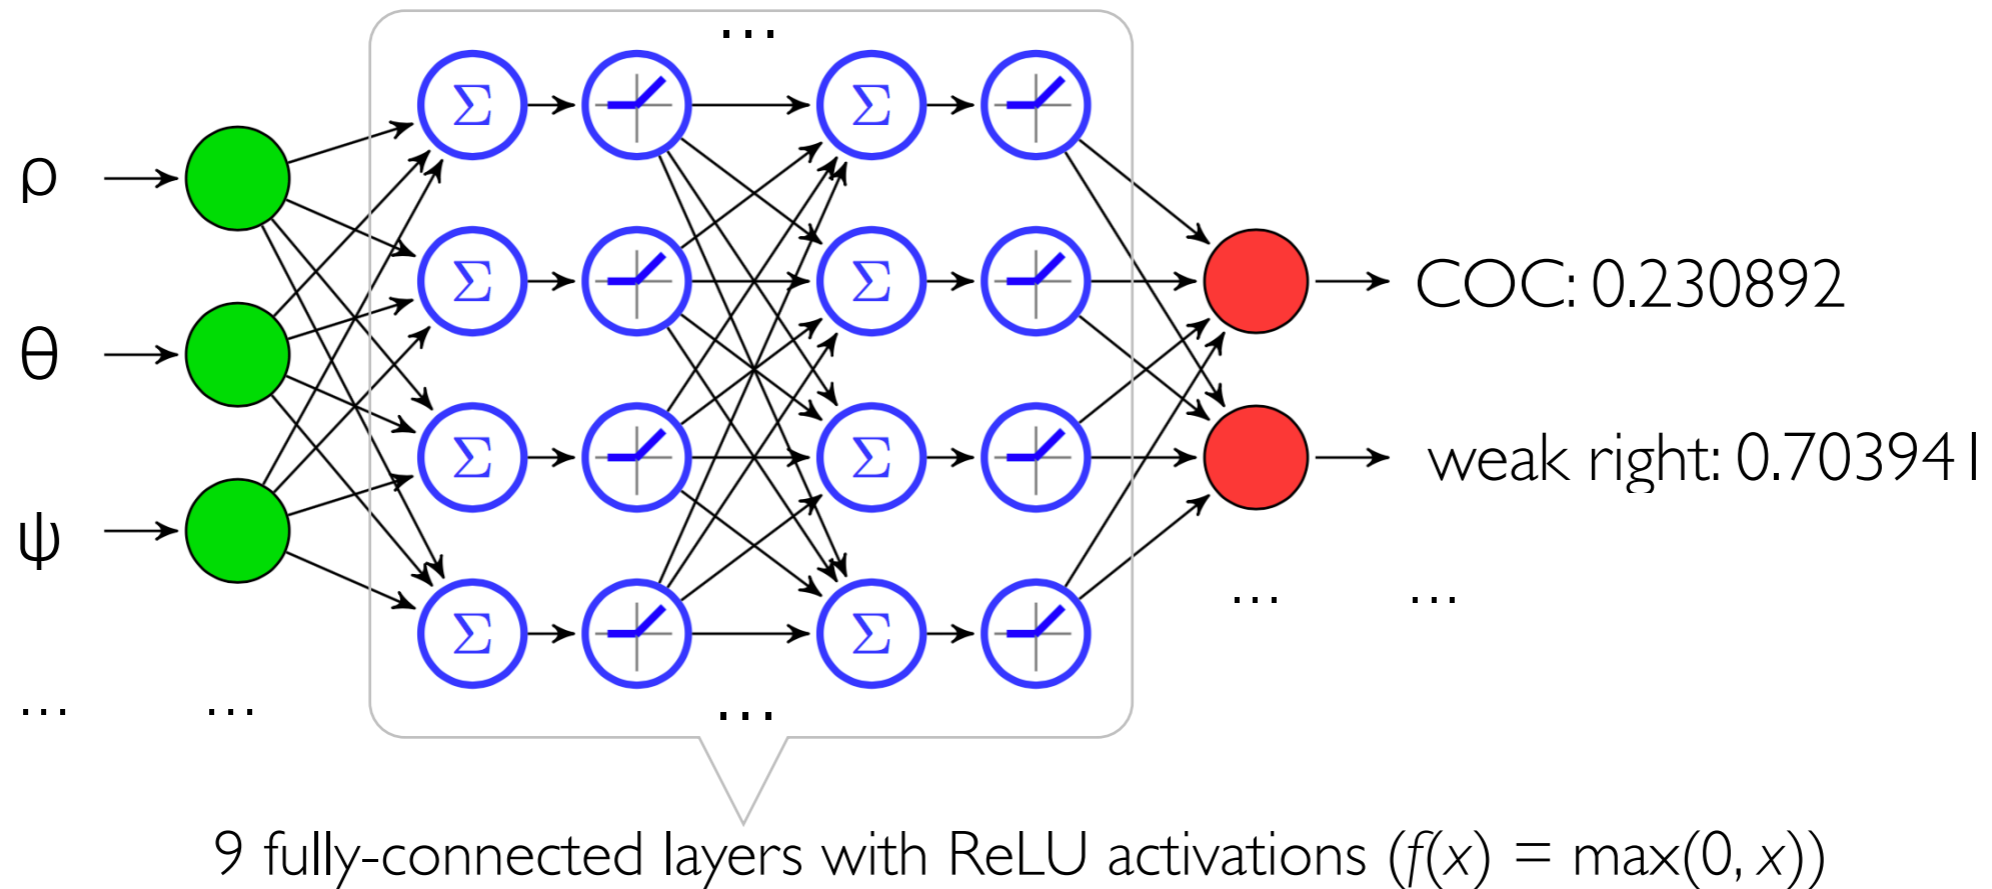 ...
ρ
θ
ψ
... ...
Σ Σ
Σ Σ
Σ Σ
Σ Σ
...
COC: 0.230892
weak right: 0.703941
... ...
9 fully-connected layers with ReLU activations (f(x) = max(0, x))